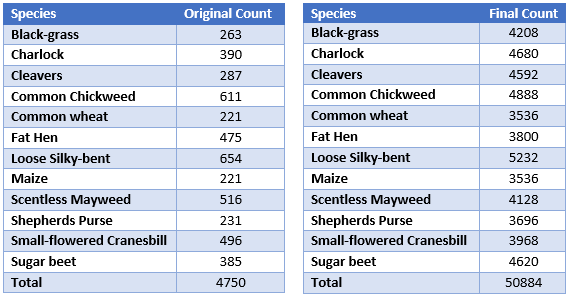 Species Original Count
Black-grass 263
Charlock 390
Cleavers 287
Common Chickweed 611
Common wheat 221
Fat Hen 475
Loose Silky-bent 654
Maize 221
Scentless Mayweed 516
Shepherds Purse 231
Small-flowered Cranesbill 496
Sugar beet 385
Total 4750
Species Final Count
Black-grass 4208
Charlock 4680
Cleavers 4592
Common Chickweed 4888
Common wheat 3536
Fat Hen 3800
Loose Silky-bent 5232
Maize 3536
Scentless Mayweed 4128
Shepherds Purse 3696
Small-flowered Cranesbill 3968
Sugar beet 4620
Total 50884